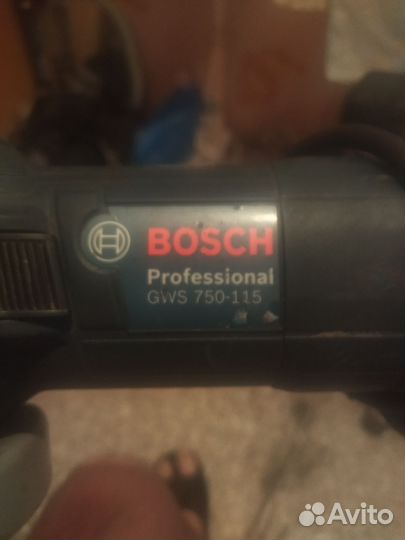 BOSCH
Professional
GWS 750-115
Avito